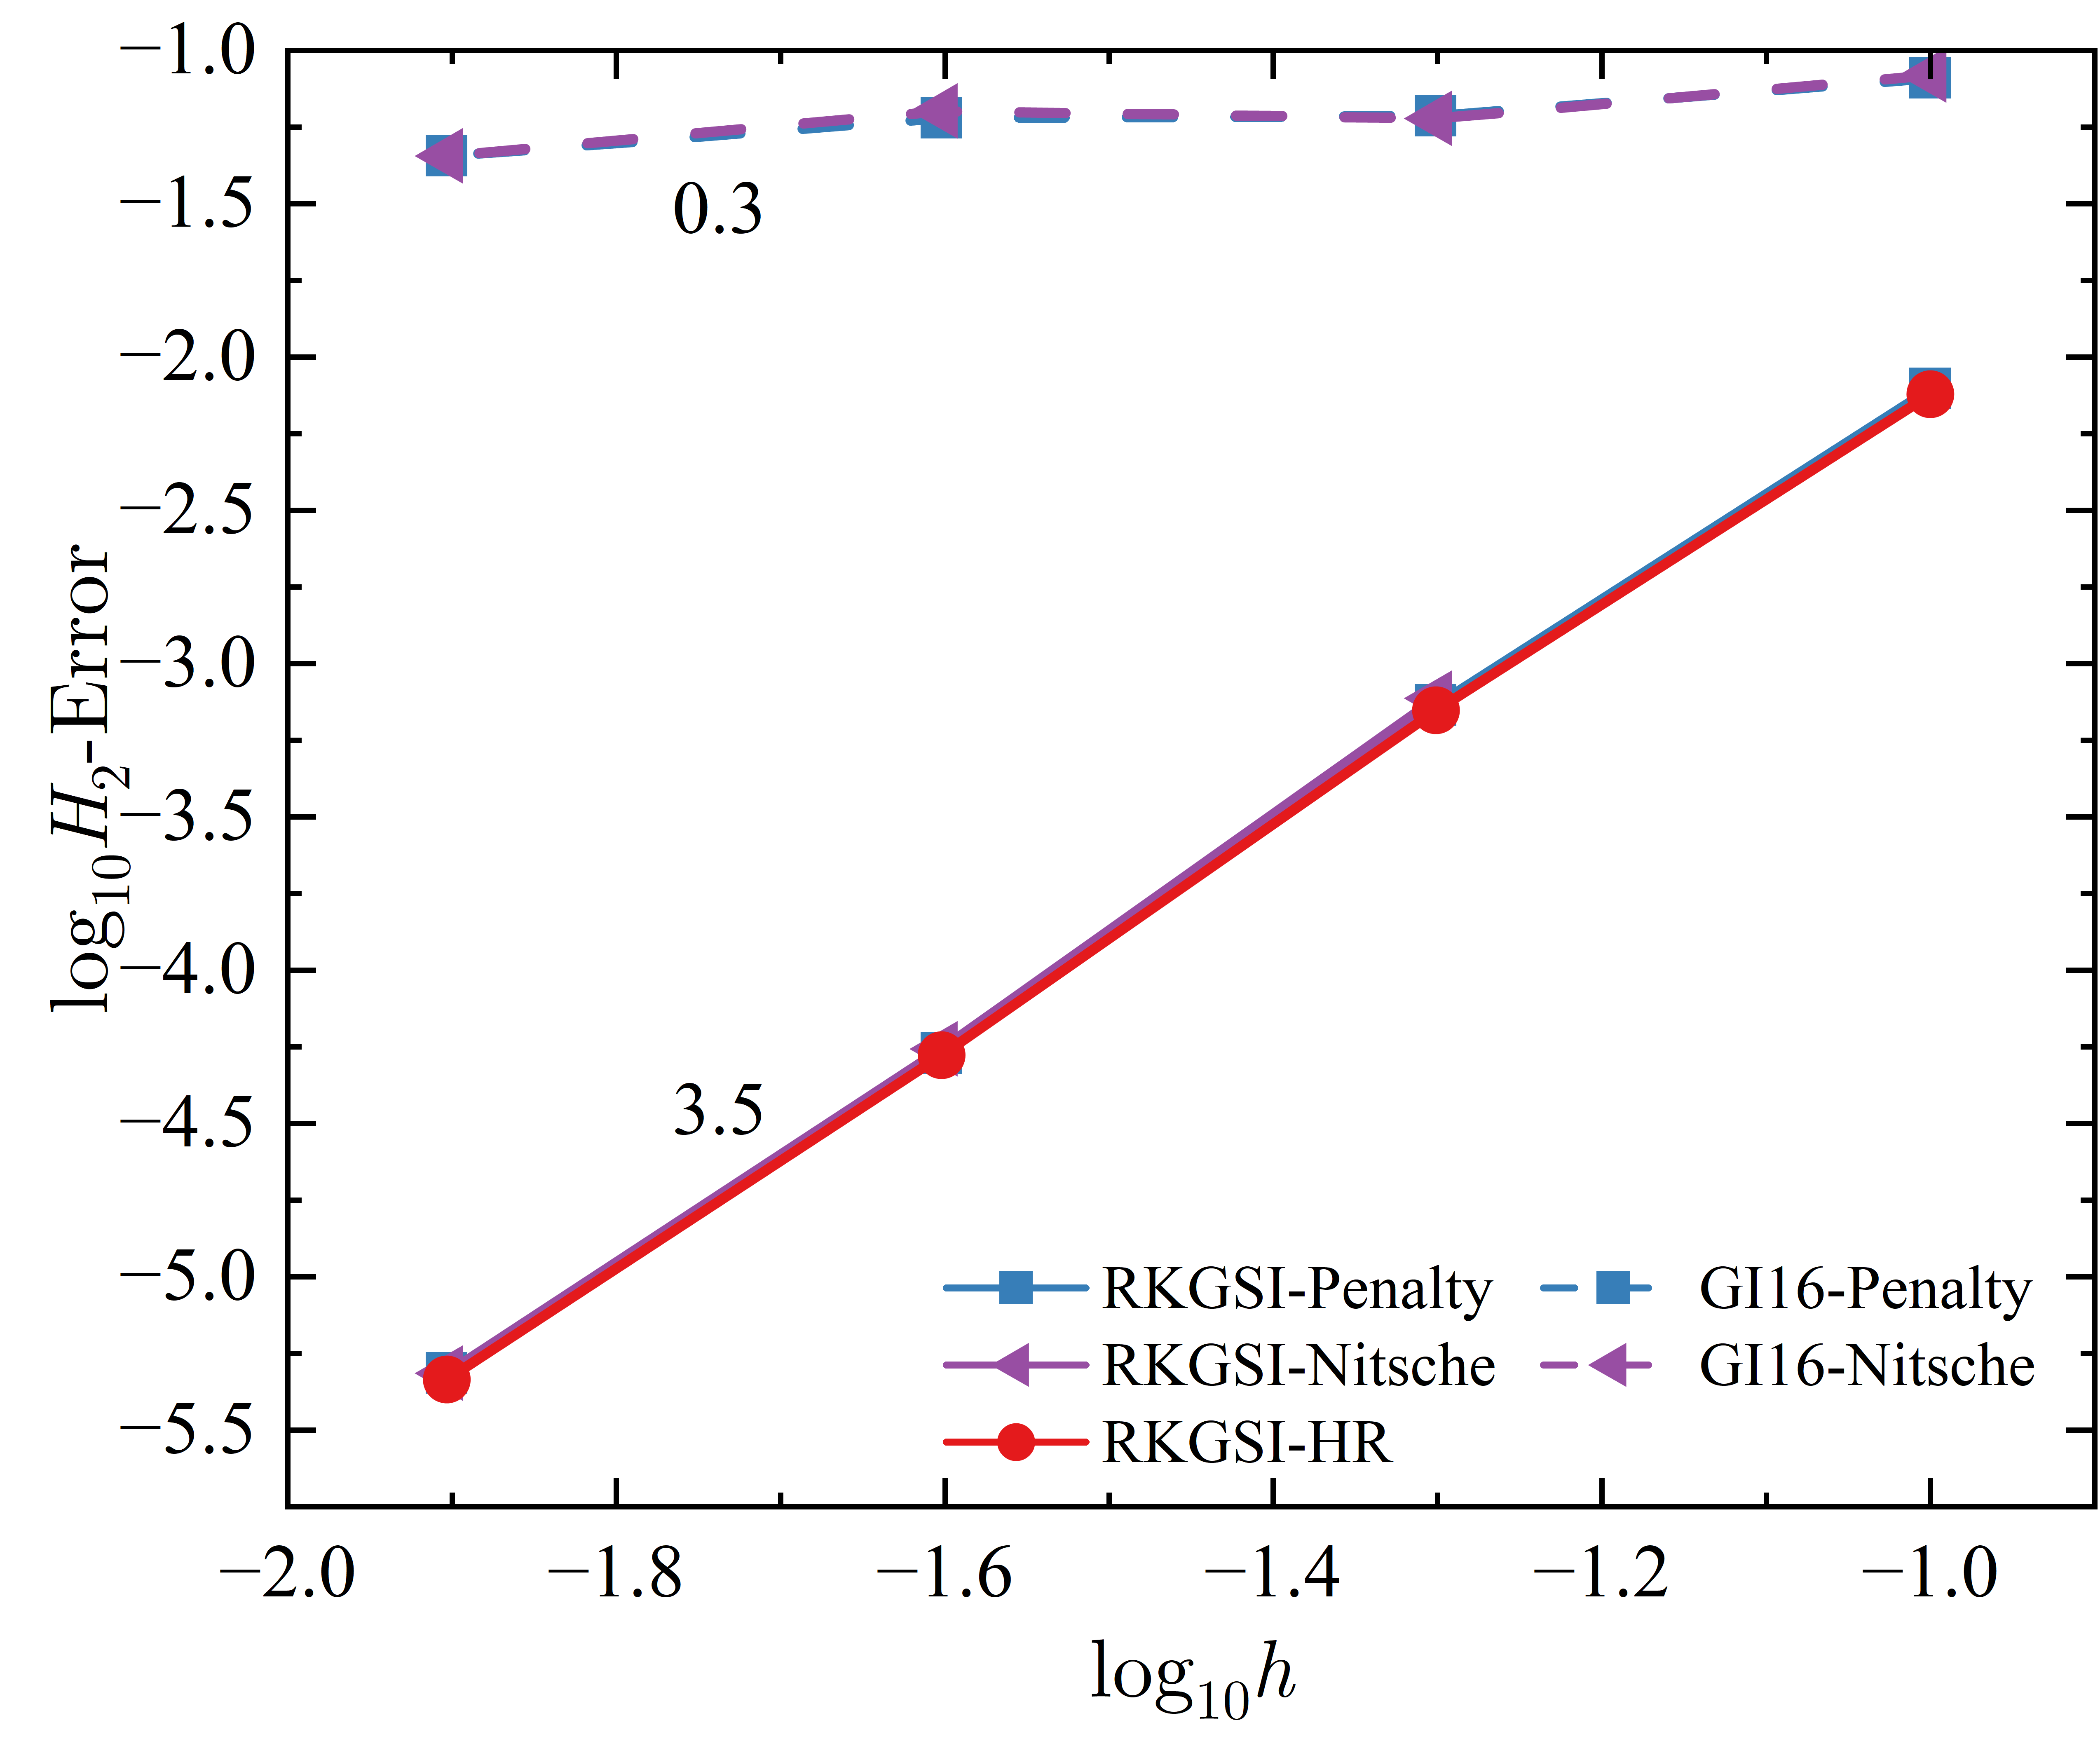 −1.0
−1.5
−2.0
−2.5
−3.0
−3.5
−4.0
−4.5
−5.0
−5.5
log₁₀H₂-Error
0.3
3.5
RKGSI-Penalty GI16-Penalty
RKGSI-Nitsche GI16-Nitsche
RKGSI-HR
−2.0 −1.8 −1.6 −1.4 −1.2 −1.0
log₁₀h